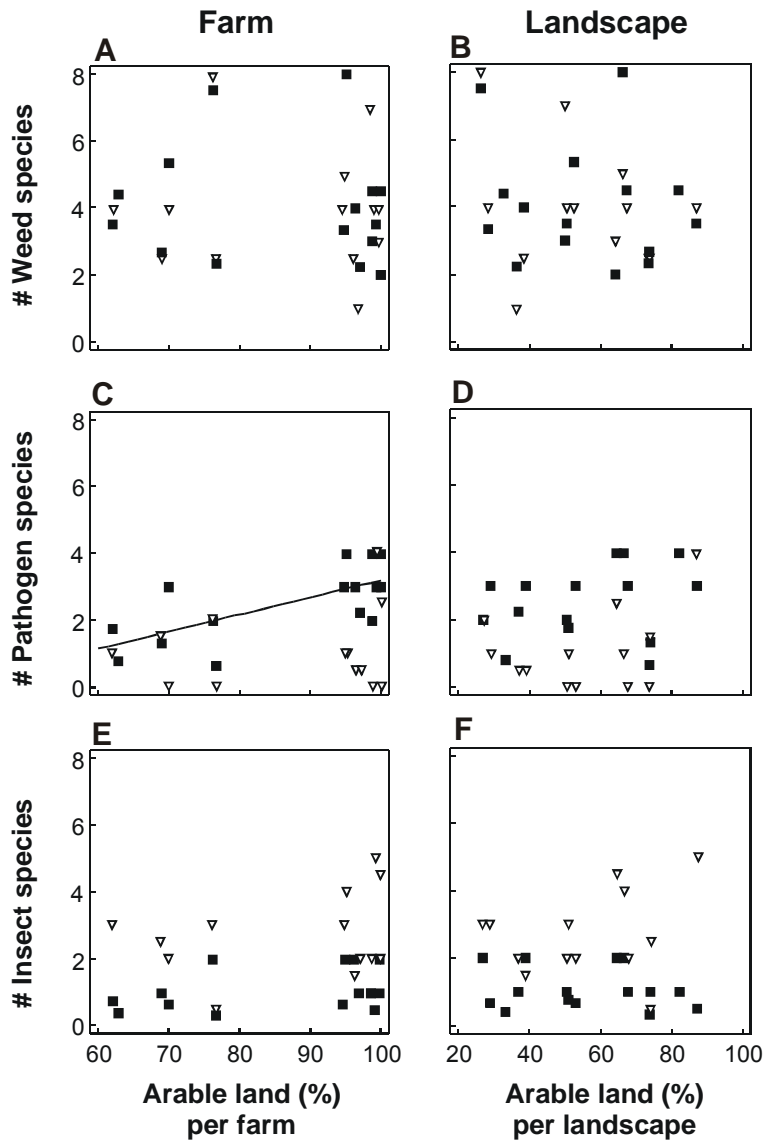 Farm Landscape
A B
# Weed species
8
6
4
2
0
C D
# Pathogen species
8
6
4
2
0
E F
# Insect species
8
6
4
2
0
60 70 80 90 100 20 40 60 80 100
Arable land (%)
per farm
Arable land (%)
per landscape